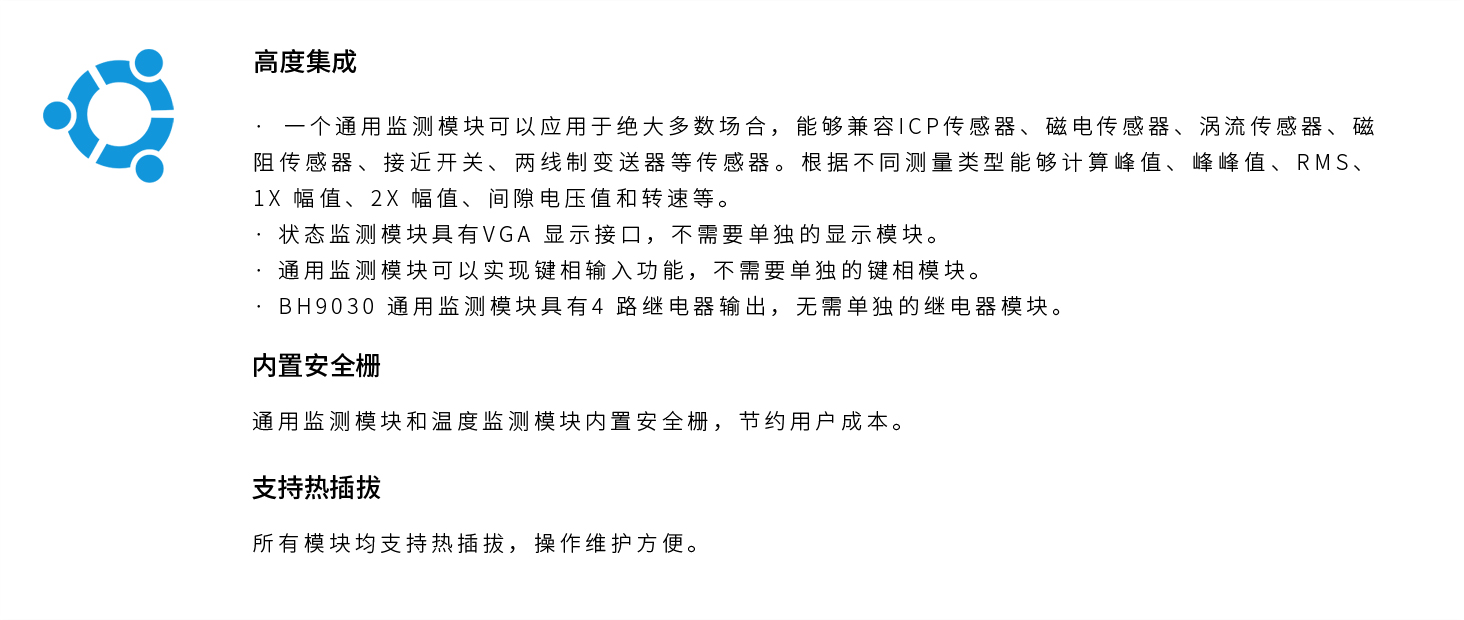 高度集成
· 一个通用监测模块可以应用于绝大多数场合，能够兼容ICP传感器、磁电传感器、涡流传感器、磁
阻传感器、接近开关、两线制变送器等传感器。根据不同测量类型能够计算峰值、峰峰值、RMS、
1X 幅值、2X 幅值、间隙电压值和转速等。
· 状态监测模块具有VGA 显示接口，不需要单独的显示模块。
· 通用监测模块可以实现键相输入功能，不需要单独的键相模块。
· BH9030 通用监测模块具有4 路继电器输出，无需单独的继电器模块。
内置安全栅
通用监测模块和温度监测模块内置安全栅，节约用户成本。
支持热插拔
所有模块均支持热插拔，操作维护方便。